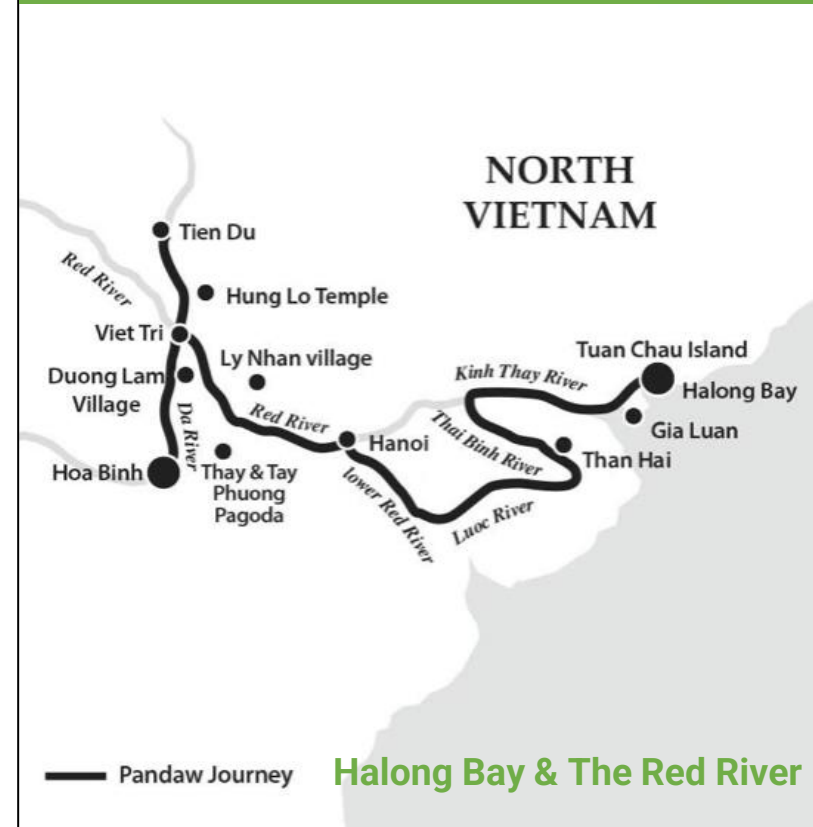 NORTH
VIETNAM
Tien Du
Red River
Hung Lo Temple
Viet Tri
Ly Nhan village
Duong Lam
Village
Da River
Red River
Hanoi
Hoa Binh
Thay & Tay
Phuong
Pagoda
lower Red River
Luoc River
Thai Binh River
Kinh Thay River
Tuan Chau Island
Halong Bay
Gia Luan
Than Hai
Pandaw Journey
Halong Bay & The Red River